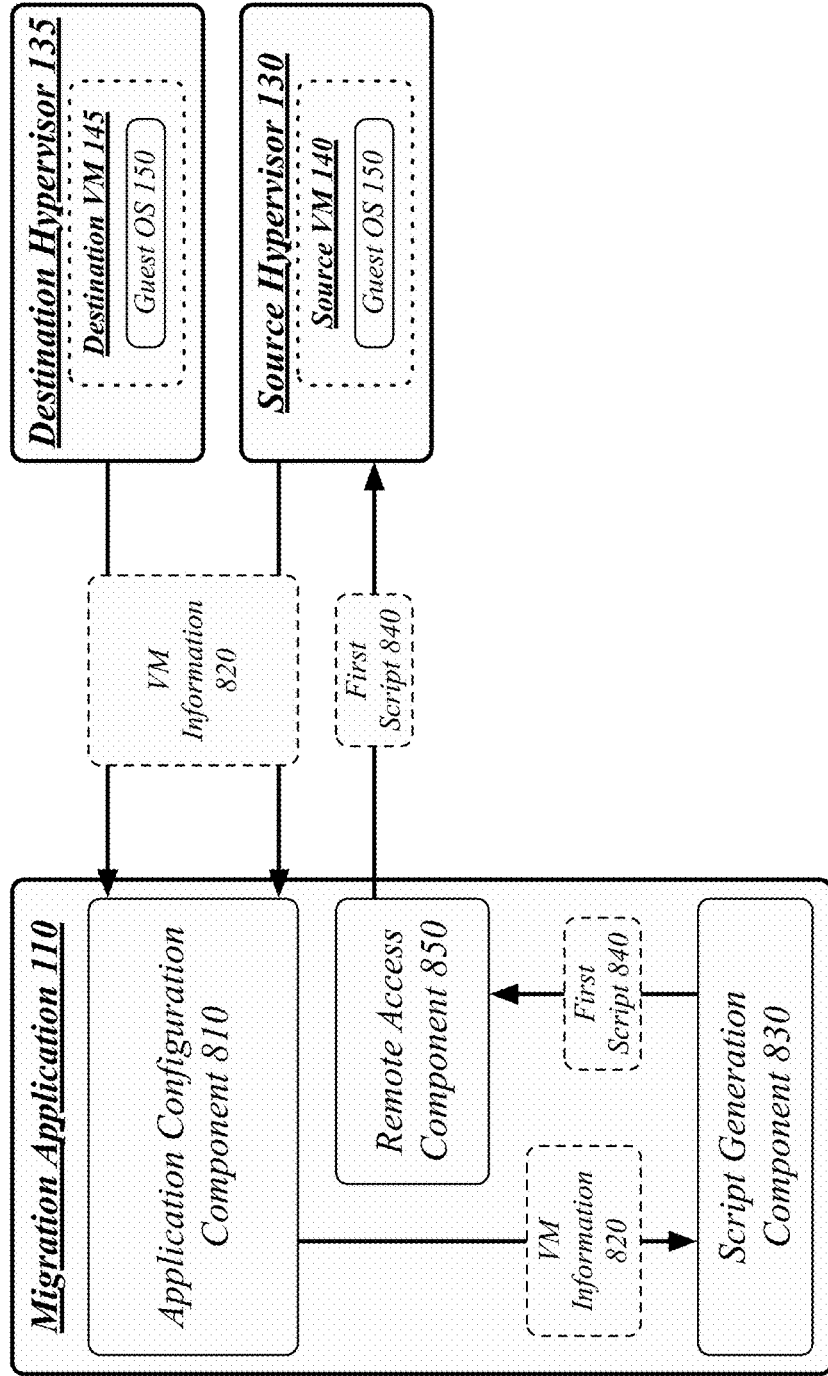 Migration Application 110
Application Configuration
Component 810
Remote Access
Component 850
VM
Information
820
First
Script 840
Script Generation
Component 830
VM
Information
820
First
Script 840
Destination Hypervisor 135
Destination VM 145
Guest OS 150
Source Hypervisor 130
Source VM 140
Guest OS 150